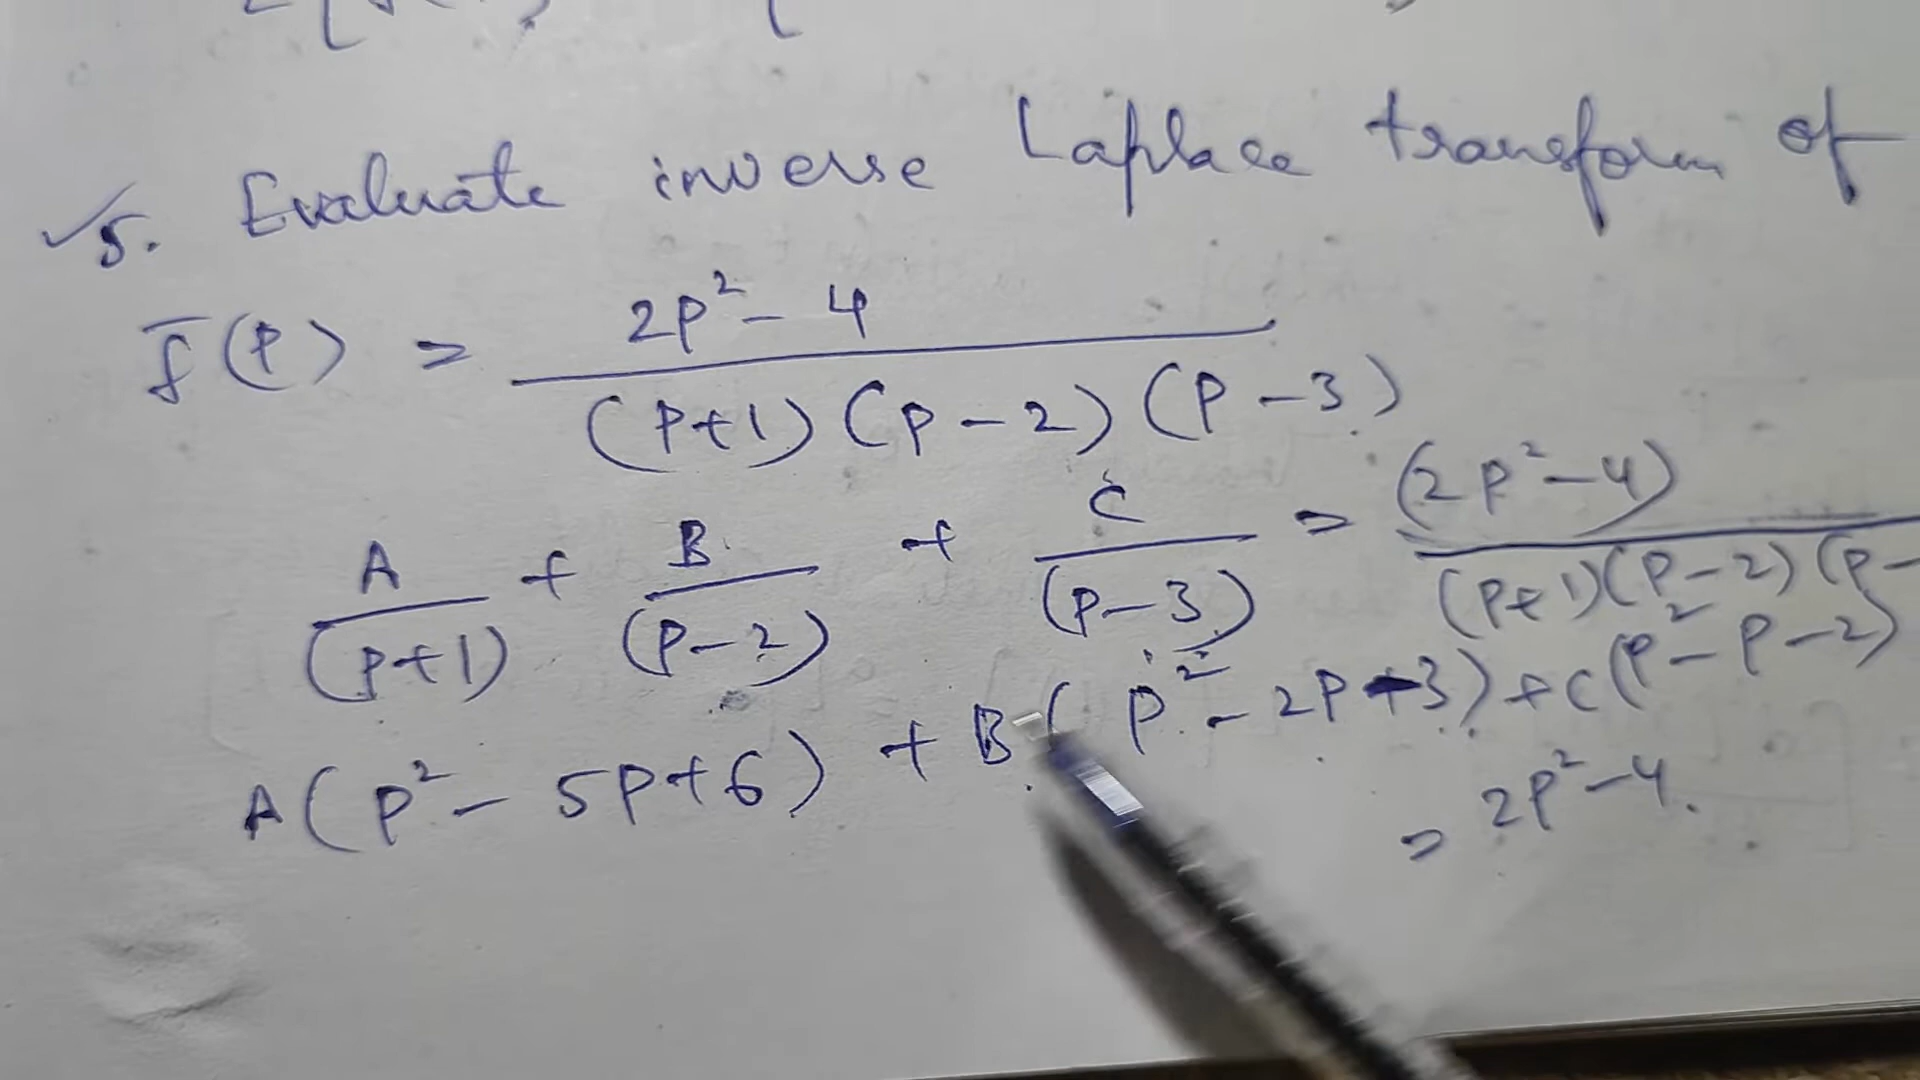 ✓5. Evaluate inverse Laplace transform of
f̄(P) = 2P² - 4 / (P+1)(P-2)(P-3)
A/(P+1) + B/(P-2) + C/(P-3) = (2P²-4)/(P+1)(P-2)(P-
A(P² - 5P+6) + B(P² - 2P-3) + C(P² - P - 2)
= 2P² - 4.